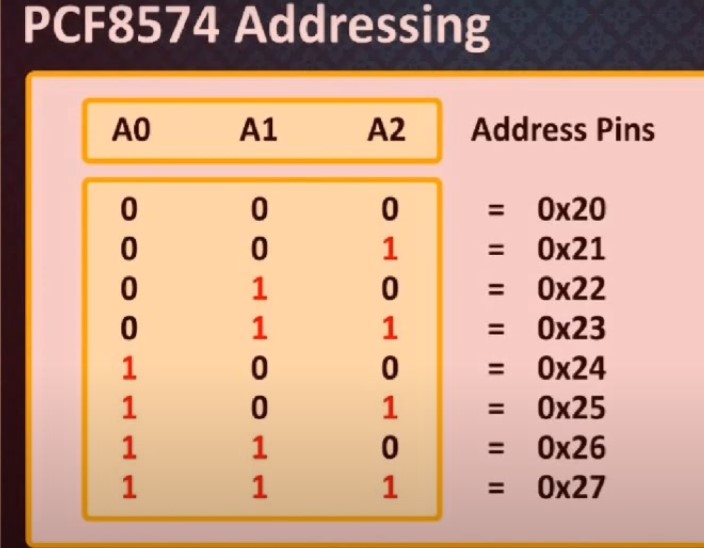 PCF8574 Addressing
A0 A1 A2 Address Pins
0 0 0 = 0x20
0 0 1 = 0x21
0 1 0 = 0x22
0 1 1 = 0x23
1 0 0 = 0x24
1 0 1 = 0x25
1 1 0 = 0x26
1 1 1 = 0x27